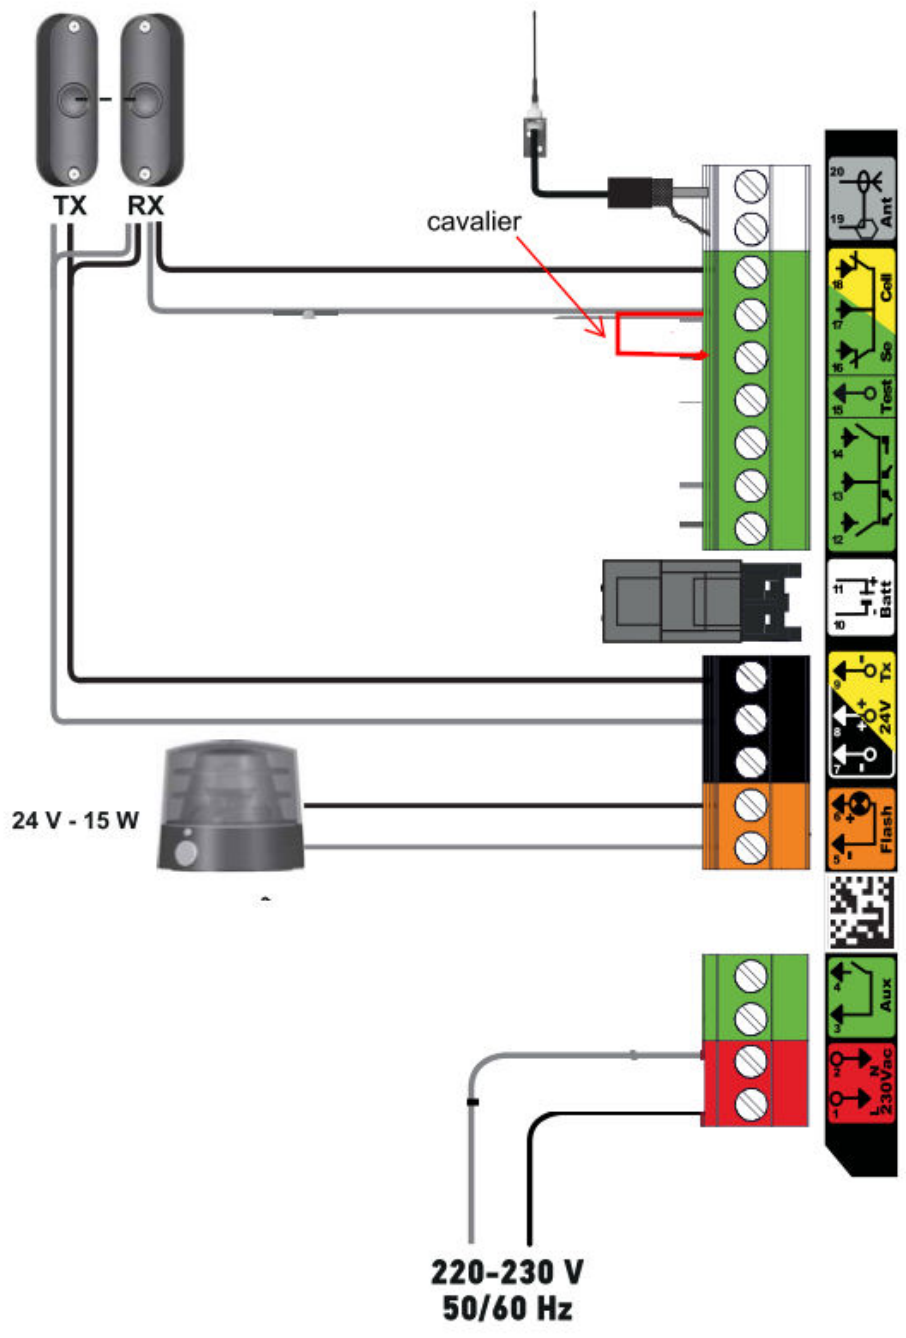 TX RX
cavalier
20
19
Ant
18
Cell
17
16
Se
15
Test
14
13
12
11
+
10
-
Batt
9
-
Tx
8
+
+
24V
7
-
24 V - 15 W
6
+
5
-
Flash
4
3
Aux
2
N
1
L
230Vac
220-230 V
50/60 Hz